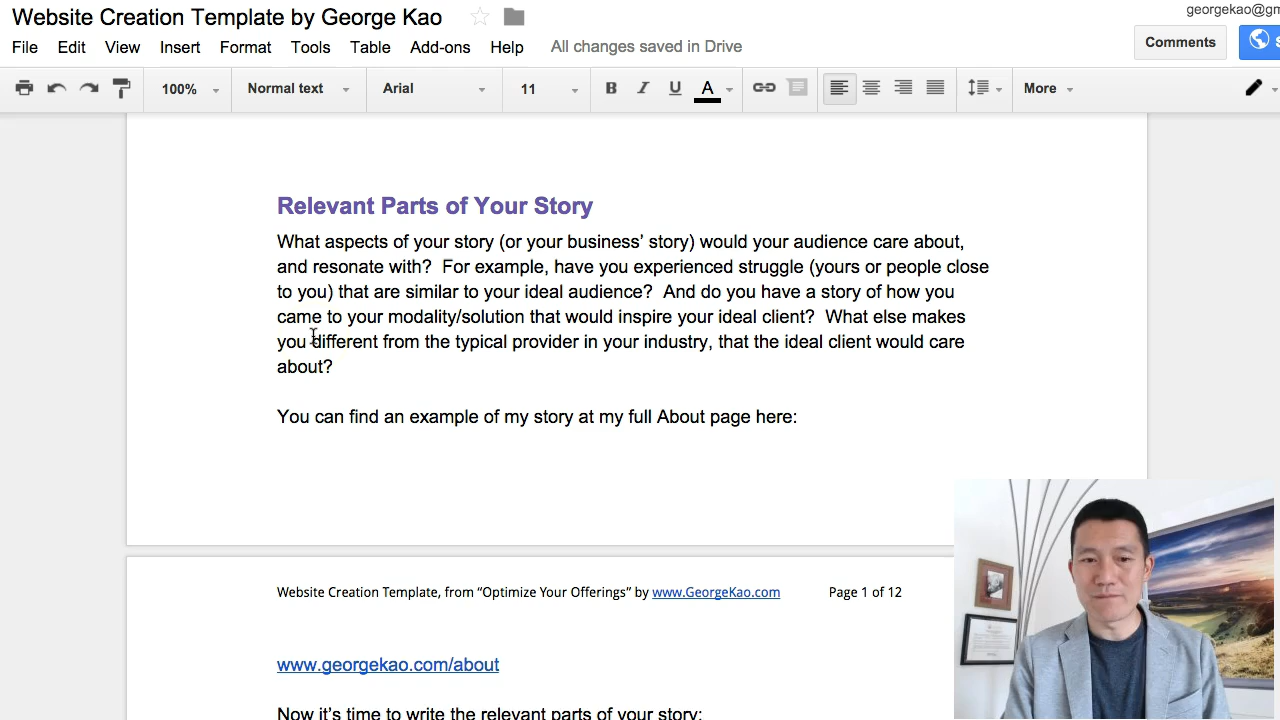 Website Creation Template by George Kao
georgekao@gm
File Edit View Insert Format Tools Table Add-ons Help All changes saved in Drive
Comments S
100% Normal text Arial 11 B I U A More
Relevant Parts of Your Story
What aspects of your story (or your business’ story) would your audience care about,
and resonate with? For example, have you experienced struggle (yours or people close
to you) that are similar to your ideal audience? And do you have a story of how you
came to your modality/solution that would inspire your ideal client? What else makes
you different from the typical provider in your industry, that the ideal client would care
about?
You can find an example of my story at my full About page here:
Website Creation Template, from “Optimize Your Offerings” by www.GeorgeKao.com Page 1 of 12
www.georgekao.com/about
Now it’s time to write the relevant parts of your story: